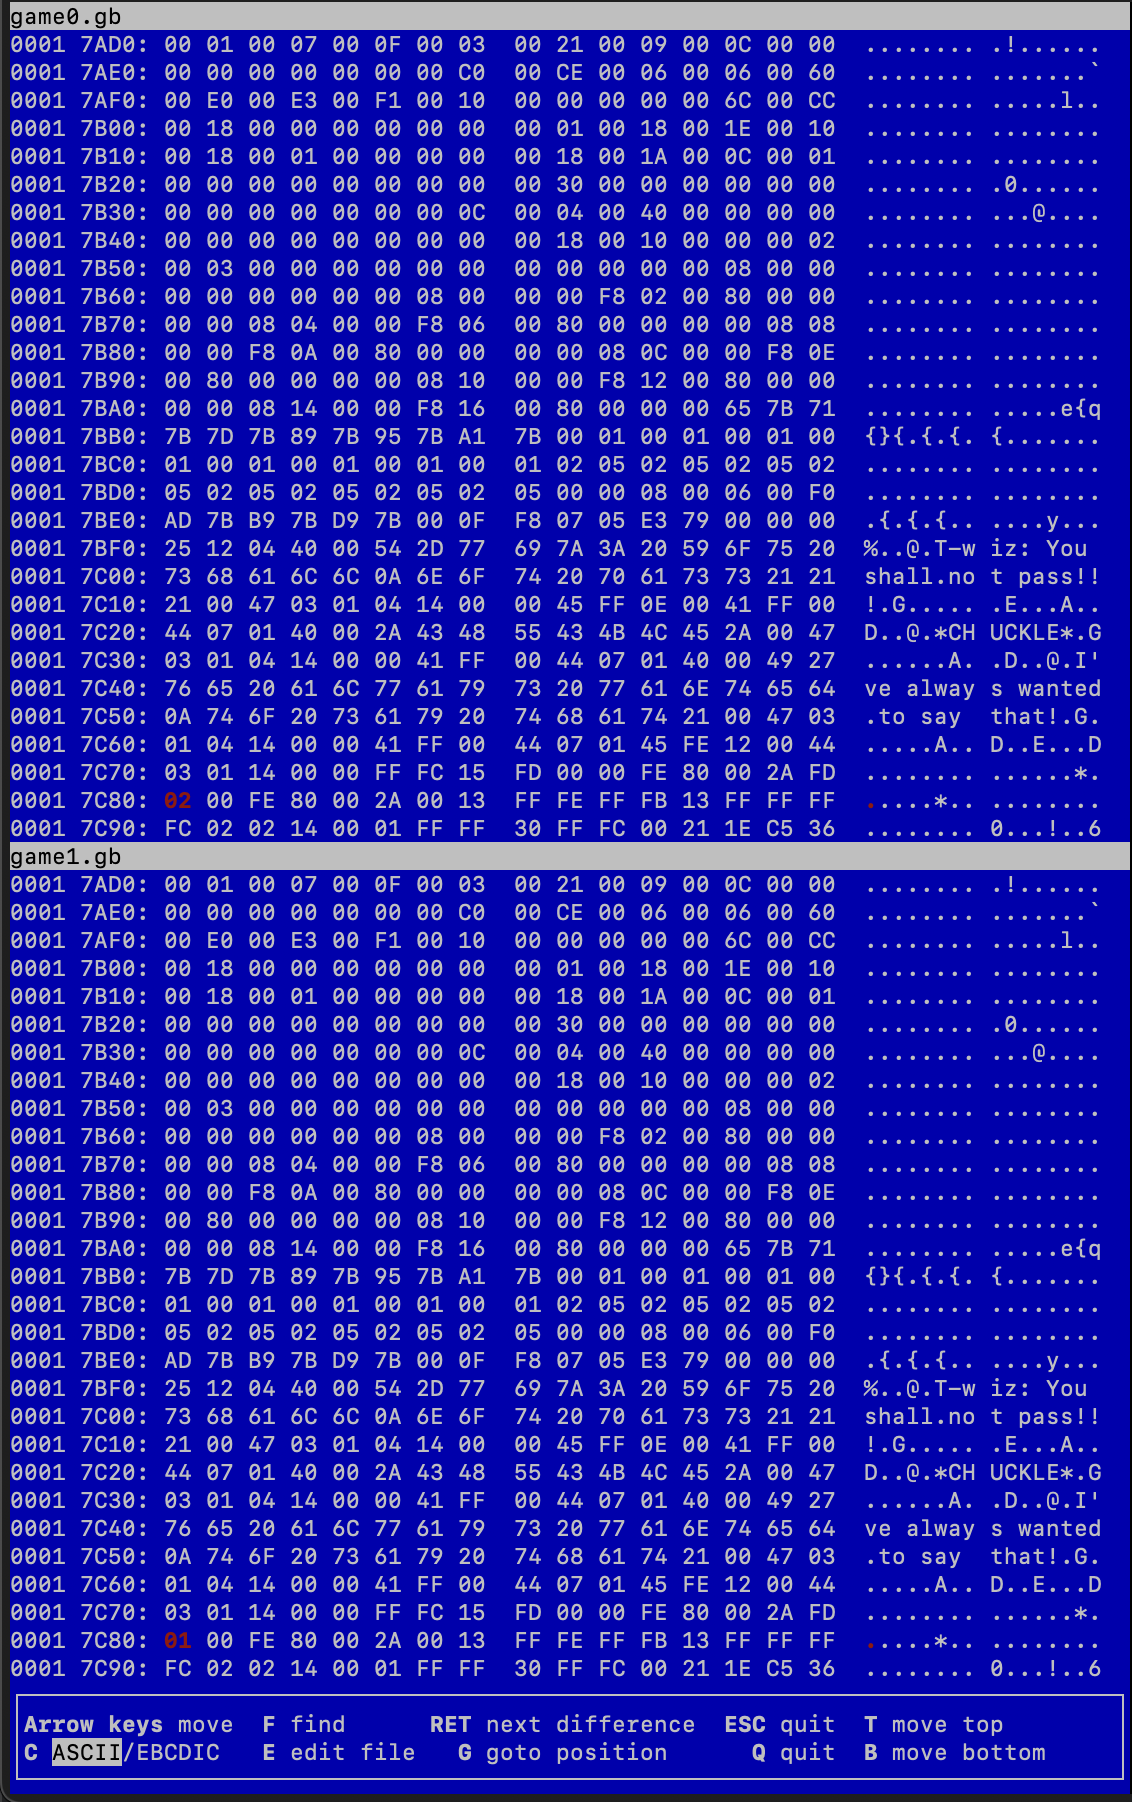 game0.gb
0001 7AD0: 00 01 00 07 00 0F 00 03  00 21 00 09 00 0C 00 00  ........ .!......
0001 7AE0: 00 00 00 00 00 00 00 C0  00 CE 00 06 00 06 00 60  ........ .......`
0001 7AF0: 00 E0 00 E3 00 F1 00 10  00 00 00 00 00 6C 00 CC  ........ .....l..
0001 7B00: 00 18 00 00 00 00 00 00  00 01 00 18 00 1E 00 10  ........ ........
0001 7B10: 00 18 00 01 00 00 00 00  00 18 00 1A 00 0C 00 01  ........ ........
0001 7B20: 00 00 00 00 00 00 00 00  00 30 00 00 00 00 00 00  ........ .0......
0001 7B30: 00 00 00 00 00 00 00 0C  00 04 00 40 00 00 00 00  ........ ...@....
0001 7B40: 00 00 00 00 00 00 00 00  00 18 00 10 00 00 00 02  ........ ........
0001 7B50: 00 03 00 00 00 00 00 00  00 00 00 00 00 08 00 00  ........ ........
0001 7B60: 00 00 00 00 00 00 08 00  00 00 F8 02 00 80 00 00  ........ ........
0001 7B70: 00 00 08 04 00 00 F8 06  00 80 00 00 00 00 08 08  ........ ........
0001 7B80: 00 00 F8 0A 00 80 00 00  00 00 08 0C 00 00 F8 0E  ........ ........
0001 7B90: 00 80 00 00 00 00 08 10  00 00 F8 12 00 80 00 00  ........ ........
0001 7BA0: 00 00 08 14 00 00 F8 16  00 80 00 00 00 65 7B 71  ........ .....e{q
0001 7BB0: 7B 7D 7B 89 7B 95 7B A1  7B 00 01 00 01 00 01 00  {}{.{.{. {.......
0001 7BC0: 01 00 01 00 01 00 01 00  01 02 05 02 05 02 05 02  ........ ........
0001 7BD0: 05 02 05 02 05 02 05 02  05 00 00 08 00 06 00 F0  ........ ........
0001 7BE0: AD 7B B9 7B D9 7B 00 0F  F8 07 05 E3 79 00 00 00  .{.{.{.. ....y...
0001 7BF0: 25 12 04 40 00 54 2D 77  69 7A 3A 20 59 6F 75 20  %..@.T-w iz: You
0001 7C00: 73 68 61 6C 6C 0A 6E 6F  74 20 70 61 73 73 21 21  shall.no t pass!!
0001 7C10: 21 00 47 03 01 04 14 00  00 45 FF 0E 00 41 FF 00  !.G..... .E...A..
0001 7C20: 44 07 01 40 00 2A 43 48  55 43 4B 4C 45 2A 00 47  D..@.*CH UCKLE*.G
0001 7C30: 03 01 04 14 00 00 41 FF  00 44 07 01 40 00 49 27  ......A. .D..@.I'
0001 7C40: 76 65 20 61 6C 77 61 79  73 20 77 61 6E 74 65 64  ve alway s wanted
0001 7C50: 0A 74 6F 20 73 61 79 20  74 68 61 74 21 00 47 03  .to say  that!.G.
0001 7C60: 01 04 14 00 00 41 FF 00  44 07 01 45 FE 12 00 44  .....A.. D..E...D
0001 7C70: 03 01 14 00 00 FF FC 15  FD 00 00 FE 80 00 2A FD  ........ ......*.
0001 7C80: 02 00 FE 80 00 2A 00 13  FF FE FF FB 13 FF FF FF  .....*.. ........
0001 7C90: FC 02 02 14 00 01 FF FF  30 FF FC 00 21 1E C5 36  ........ 0...!..6
game1.gb
0001 7AD0: 00 01 00 07 00 0F 00 03  00 21 00 09 00 0C 00 00  ........ .!......
0001 7AE0: 00 00 00 00 00 00 00 C0  00 CE 00 06 00 06 00 60  ........ .......`
0001 7AF0: 00 E0 00 E3 00 F1 00 10  00 00 00 00 00 6C 00 CC  ........ .....l..
0001 7B00: 00 18 00 00 00 00 00 00  00 01 00 18 00 1E 00 10  ........ ........
0001 7B10: 00 18 00 01 00 00 00 00  00 18 00 1A 00 0C 00 01  ........ ........
0001 7B20: 00 00 00 00 00 00 00 00  00 30 00 00 00 00 00 00  ........ .0......
0001 7B30: 00 00 00 00 00 00 00 0C  00 04 00 40 00 00 00 00  ........ ...@....
0001 7B40: 00 00 00 00 00 00 00 00  00 18 00 10 00 00 00 02  ........ ........
0001 7B50: 00 03 00 00 00 00 00 00  00 00 00 00 00 08 00 00  ........ ........
0001 7B60: 00 00 00 00 00 00 08 00  00 00 F8 02 00 80 00 00  ........ ........
0001 7B70: 00 00 08 04 00 00 F8 06  00 80 00 00 00 00 08 08  ........ ........
0001 7B80: 00 00 F8 0A 00 80 00 00  00 00 08 0C 00 00 F8 0E  ........ ........
0001 7B90: 00 80 00 00 00 00 08 10  00 00 F8 12 00 80 00 00  ........ ........
0001 7BA0: 00 00 08 14 00 00 F8 16  00 80 00 00 00 65 7B 71  ........ .....e{q
0001 7BB0: 7B 7D 7B 89 7B 95 7B A1  7B 00 01 00 01 00 01 00  {}{.{.{. {.......
0001 7BC0: 01 00 01 00 01 00 01 00  01 02 05 02 05 02 05 02  ........ ........
0001 7BD0: 05 02 05 02 05 02 05 02  05 00 00 08 00 06 00 F0  ........ ........
0001 7BE0: AD 7B B9 7B D9 7B 00 0F  F8 07 05 E3 79 00 00 00  .{.{.{.. ....y...
0001 7BF0: 25 12 04 40 00 54 2D 77  69 7A 3A 20 59 6F 75 20  %..@.T-w iz: You
0001 7C00: 73 68 61 6C 6C 0A 6E 6F  74 20 70 61 73 73 21 21  shall.no t pass!!
0001 7C10: 21 00 47 03 01 04 14 00  00 45 FF 0E 00 41 FF 00  !.G..... .E...A..
0001 7C20: 44 07 01 40 00 2A 43 48  55 43 4B 4C 45 2A 00 47  D..@.*CH UCKLE*.G
0001 7C30: 03 01 04 14 00 00 41 FF  00 44 07 01 40 00 49 27  ......A. .D..@.I'
0001 7C40: 76 65 20 61 6C 77 61 79  73 20 77 61 6E 74 65 64  ve alway s wanted
0001 7C50: 0A 74 6F 20 73 61 79 20  74 68 61 74 21 00 47 03  .to say  that!.G.
0001 7C60: 01 04 14 00 00 41 FF 00  44 07 01 45 FE 12 00 44  .....A.. D..E...D
0001 7C70: 03 01 14 00 00 FF FC 15  FD 00 00 FE 80 00 2A FD  ........ ......*.
0001 7C80: 01 00 FE 80 00 2A 00 13  FF FE FF FB 13 FF FF FF  .....*.. ........
0001 7C90: FC 02 02 14 00 01 FF FF  30 FF FC 00 21 1E C5 36  ........ 0...!..6
Arrow keys move  F find      RET next difference  ESC quit  T move top
C ASCII/EBCDIC   E edit file   G goto position      Q quit  B move bottom